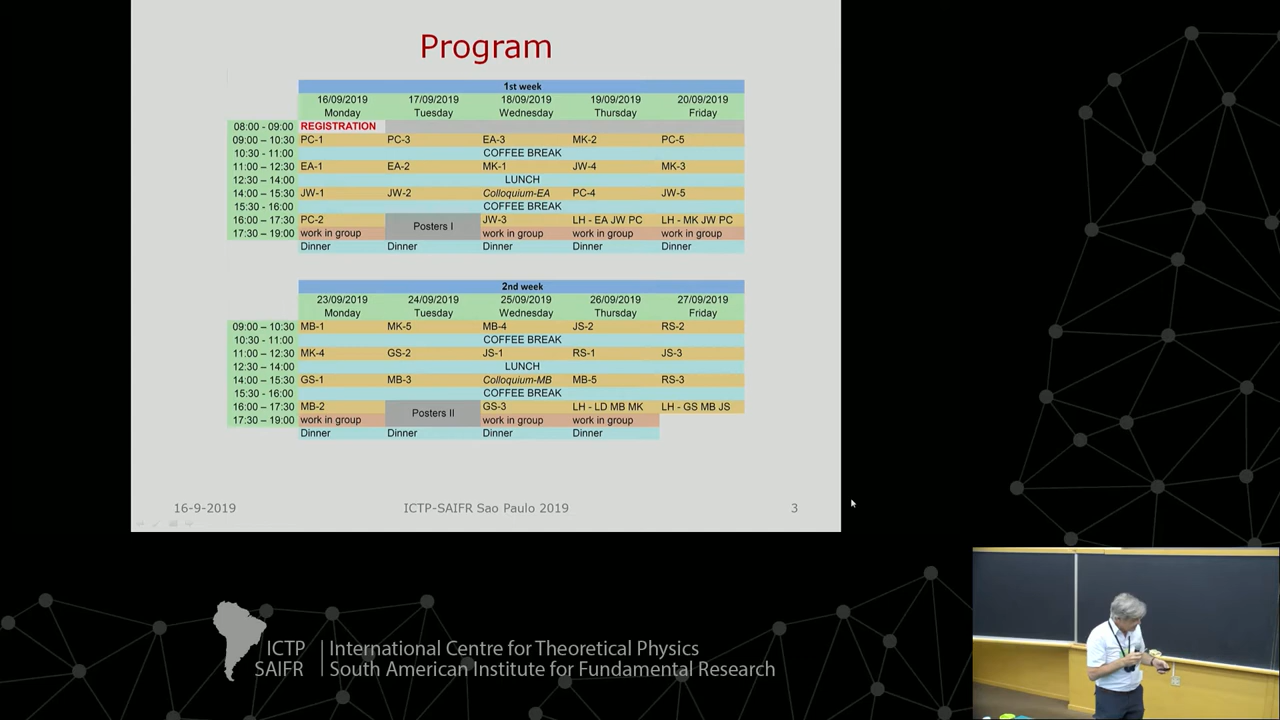 Program
1st week
16/09/2019 17/09/2019 18/09/2019 19/09/2019 20/09/2019
Monday Tuesday Wednesday Thursday Friday
08:00 - 09:00 REGISTRATION
09:00 – 10:30 PC-1 PC-3 EA-3 MK-2 PC-5
10:30 - 11:00 COFFEE BREAK
11:00 – 12:30 EA-1 EA-2 MK-1 JW-4 MK-3
12:30 – 14:00 LUNCH
14:00 – 15:30 JW-1 JW-2 Colloquium-EA PC-4 JW-5
15:30 - 16:00 COFFEE BREAK
16:00 – 17:30 PC-2 Posters I JW-3 LH - EA JW PC LH - MK JW PC
17:30 – 19:00 work in group work in group work in group work in group
Dinner Dinner Dinner Dinner Dinner
2nd week
23/09/2019 24/09/2019 25/09/2019 26/09/2019 27/09/2019
Monday Tuesday Wednesday Thursday Friday
09:00 – 10:30 MB-1 MK-5 MB-4 JS-2 RS-2
10:30 - 11:00 COFFEE BREAK
11:00 – 12:30 MK-4 GS-2 JS-1 RS-1 JS-3
12:30 – 14:00 LUNCH
14:00 – 15:30 GS-1 MB-3 Colloquium-MB MB-5 RS-3
15:30 - 16:00 COFFEE BREAK
16:00 – 17:30 MB-2 Posters II GS-3 LH - LD MB MK LH - GS MB JS
17:30 – 19:00 work in group work in group work in group
Dinner Dinner Dinner Dinner
16-9-2019 ICTP-SAIFR Sao Paulo 2019 3
ICTP International Centre for Theoretical Physics
SAIFR South American Institute for Fundamental Research